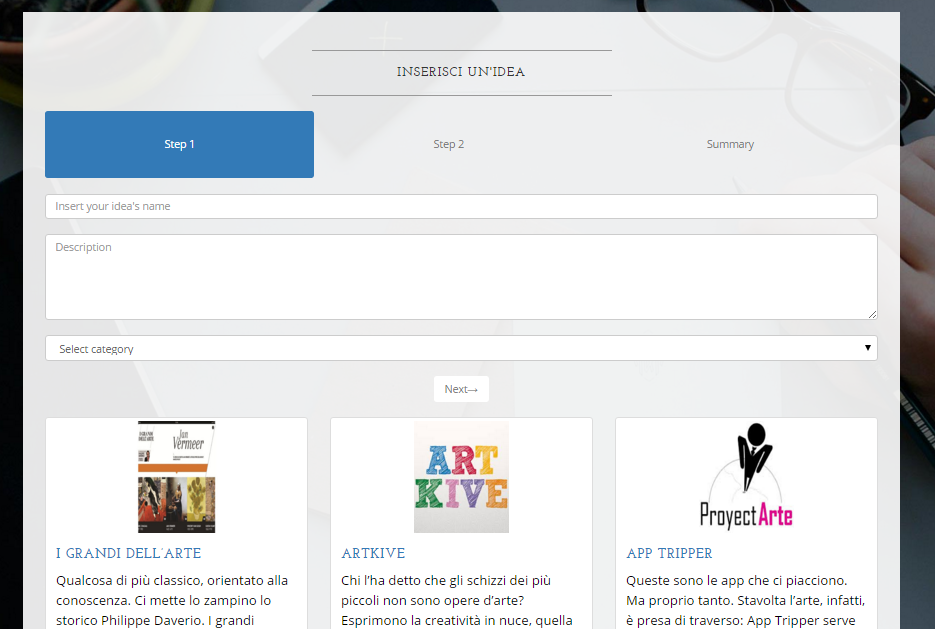 INSERISCI UN'IDEA
Step 1
Step 2
Summary
Insert your idea's name
Description
Select category
Next→
Jan
Vermeer
ART
KIVE
ProyectArte
I GRANDI DELL'ARTE
Qualcosa di più classico, orientato alla
conoscenza. Ci mette lo zampino lo
storico Philippe Daverio. I grandi
ARTKIVE
Chi l'ha detto che gli schizzi dei più
piccoli non sono opere d'arte?
Esprimono la creatività in nuce, quella
APP TRIPPER
Queste sono le app che ci piacciono.
Ma proprio tanto. Stavolta l'arte, infatti,
è presa di traverso: App Tripper serve